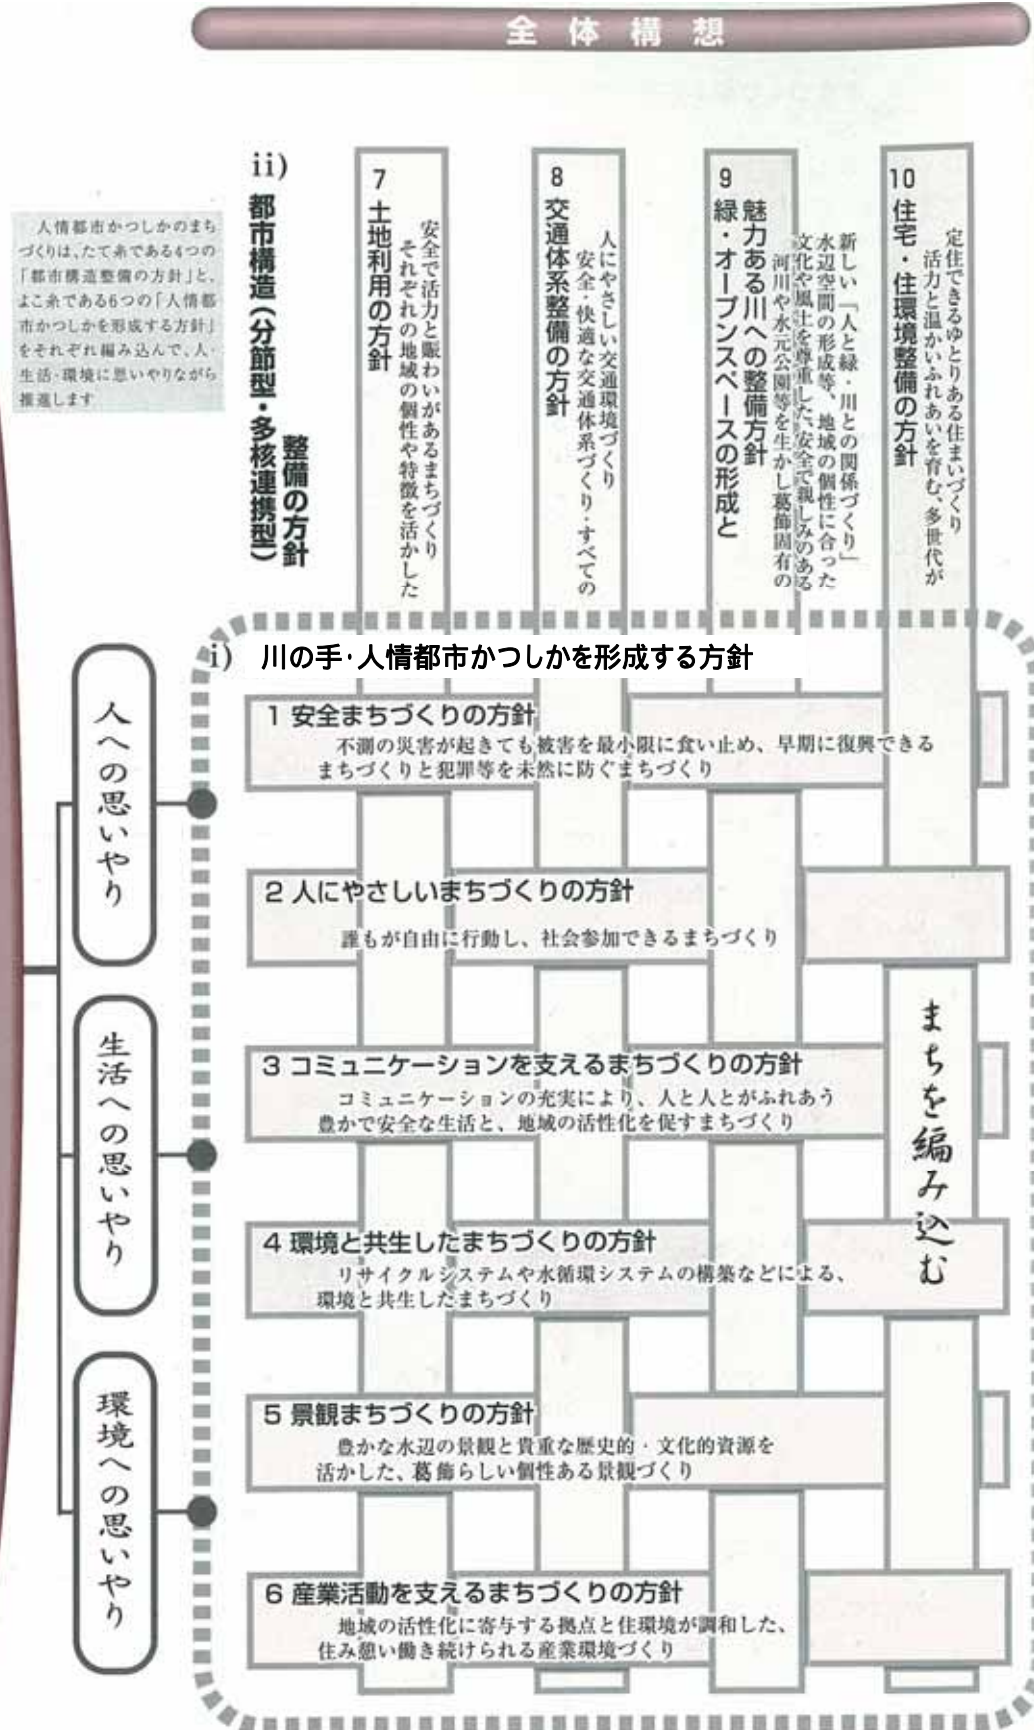 全体構想
人情都市かつしかのまち
づくりは、たて糸である4つの
「都市構造整備の方針」と、
よこ糸である6つの「人情都
市かつしかを形成する方針」
をそれぞれ編み込んで、人・
生活・環境に思いやりながら
推進します
ii)
都市構造(分節型・多核連携型)
整備の方針
7 土地利用の方針
安全で活力と賑わいがあるまちづくり
それぞれの地域の個性や特徴を活かした
8 交通体系整備の方針
人にやさしい交通環境づくり
安全・快適な交通体系づくり・すべての
9 魅力ある川への整備方針
緑・オープンスペースの形成と
新しい「人と緑・川との関係づくり」
水辺空間の形成等、地域の個性に合った
文化や風土を尊重した、安全で親しみのある
河川や水元公園等を生かし葛飾固有の
10 住宅・住環境整備の方針
定住できるゆとりある住まいづくり
活力と温かいふれあいを育む、多世代が
i) 川の手・人情都市かつしかを形成する方針
人への思いやり
生活への思いやり
環境への思いやり
1 安全まちづくりの方針
不測の災害が起きても被害を最小限に食い止め、早期に復興できる
まちづくりと犯罪等を未然に防ぐまちづくり
2 人にやさしいまちづくりの方針
誰もが自由に行動し、社会参加できるまちづくり
3 コミュニケーションを支えるまちづくりの方針
コミュニケーションの充実により、人と人とがふれあう
豊かで安全な生活と、地域の活性化を促すまちづくり
4 環境と共生したまちづくりの方針
リサイクルシステムや水循環システムの構築などによる、
環境と共生したまちづくり
5 景観まちづくりの方針
豊かな水辺の景観と貴重な歴史的・文化的資源を
活かした、葛飾らしい個性ある景観づくり
6 産業活動を支えるまちづくりの方針
地域の活性化に寄与する拠点と住環境が調和した、
住み憩い働き続けられる産業環境づくり
まちを編み込む